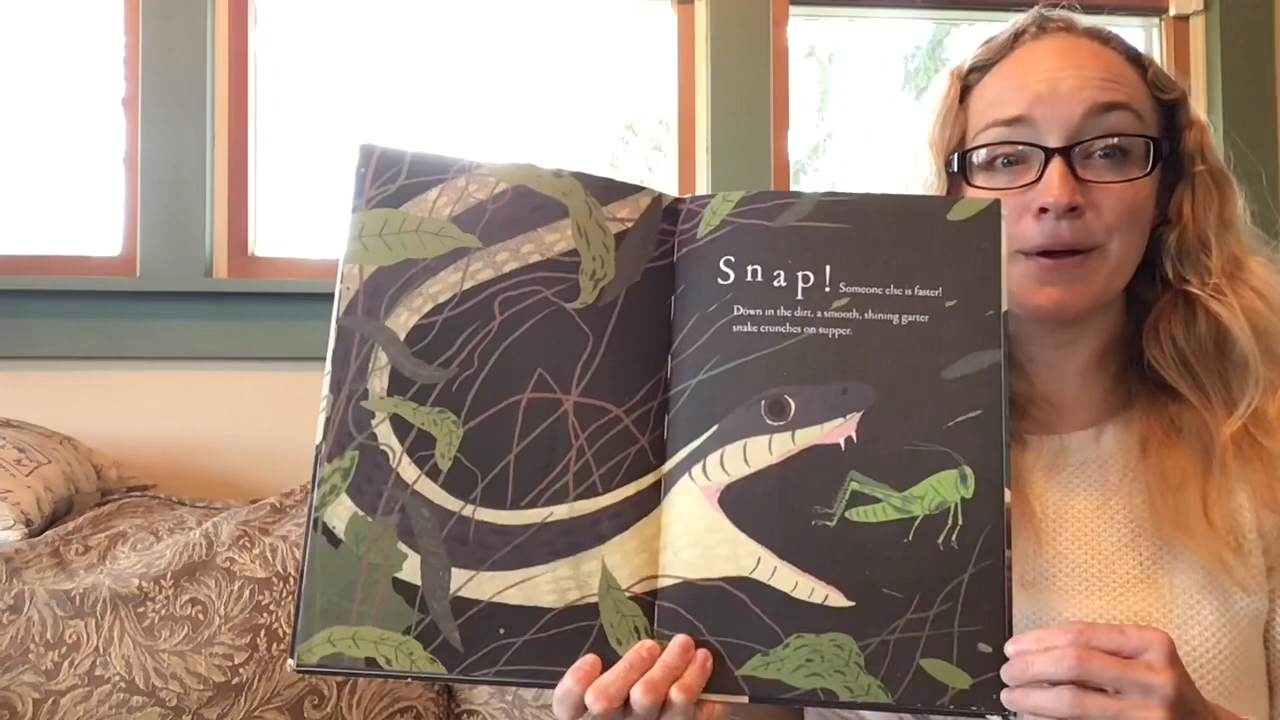 Snap! Someone else is faster!
Down in the dirt, a smooth, shining garter
snake crunches on supper.